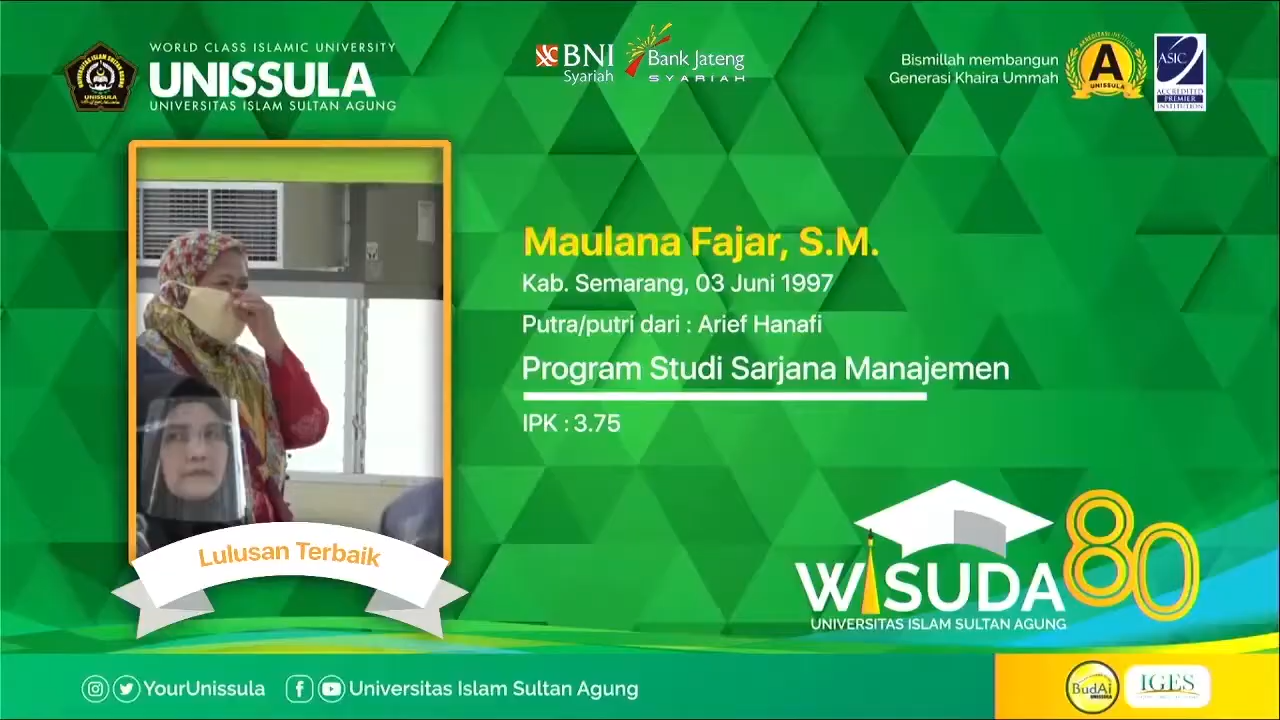 WORLD CLASS ISLAMIC UNIVERSITY
UNISSULA
UNIVERSITAS ISLAM SULTAN AGUNG
UNISSULA
BNI
Syariah
Bank Jateng
SYARIAH
Bismillah membangun
Generasi Khaira Ummah
A
UNISSULA
ASIC
ACCREDITED
PREMIER
INSTITUTION
Maulana Fajar, S.M.
Kab. Semarang, 03 Juni 1997
Putra/putri dari : Arief Hanafi
Program Studi Sarjana Manajemen
IPK : 3.75
Lulusan Terbaik
WISUDA 80
UNIVERSITAS ISLAM SULTAN AGUNG
YourUnissula
Universitas Islam Sultan Agung
BudAi
UNISSULA
IGES